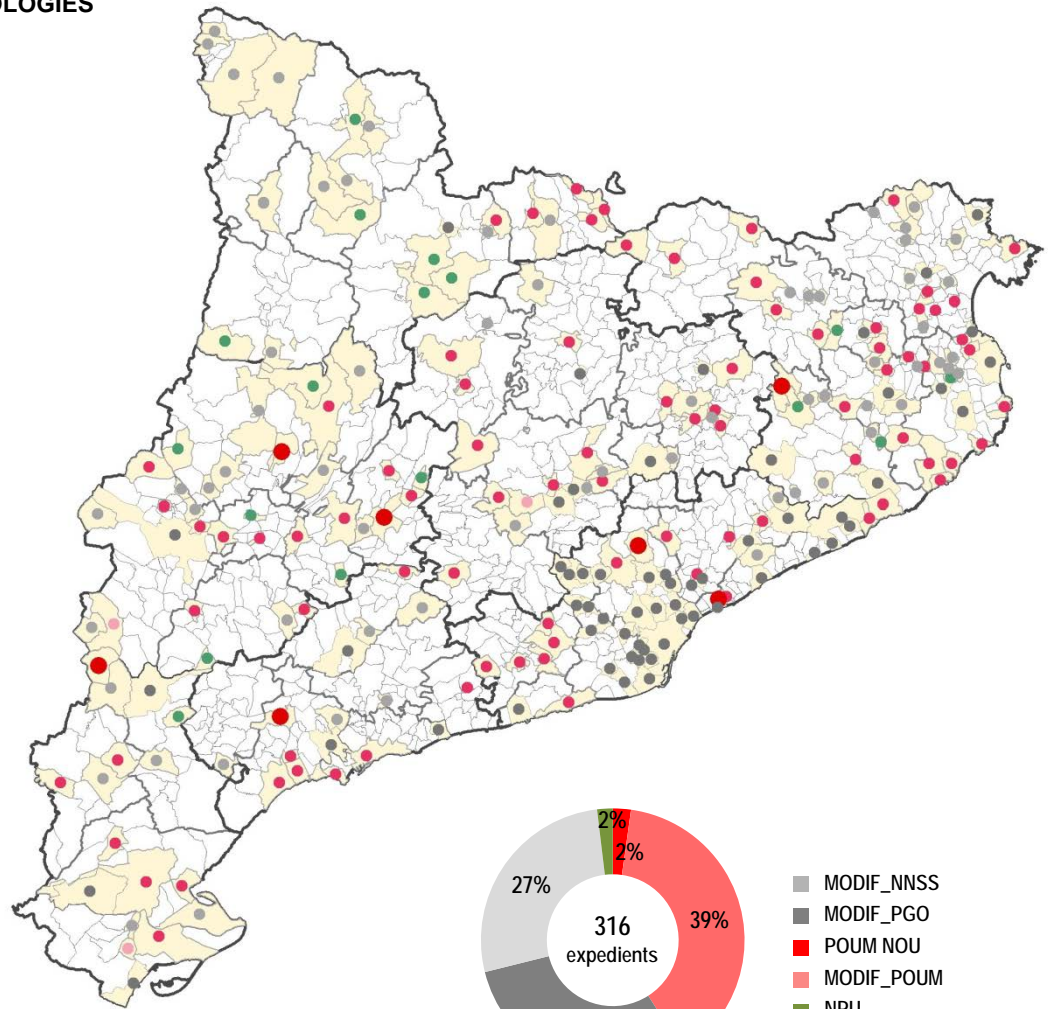 OLOGIES
2%
2%
27%
39%
316
expedients
MODIF_NNSS
MODIF_PGO
POUM NOU
MODIF_POUM